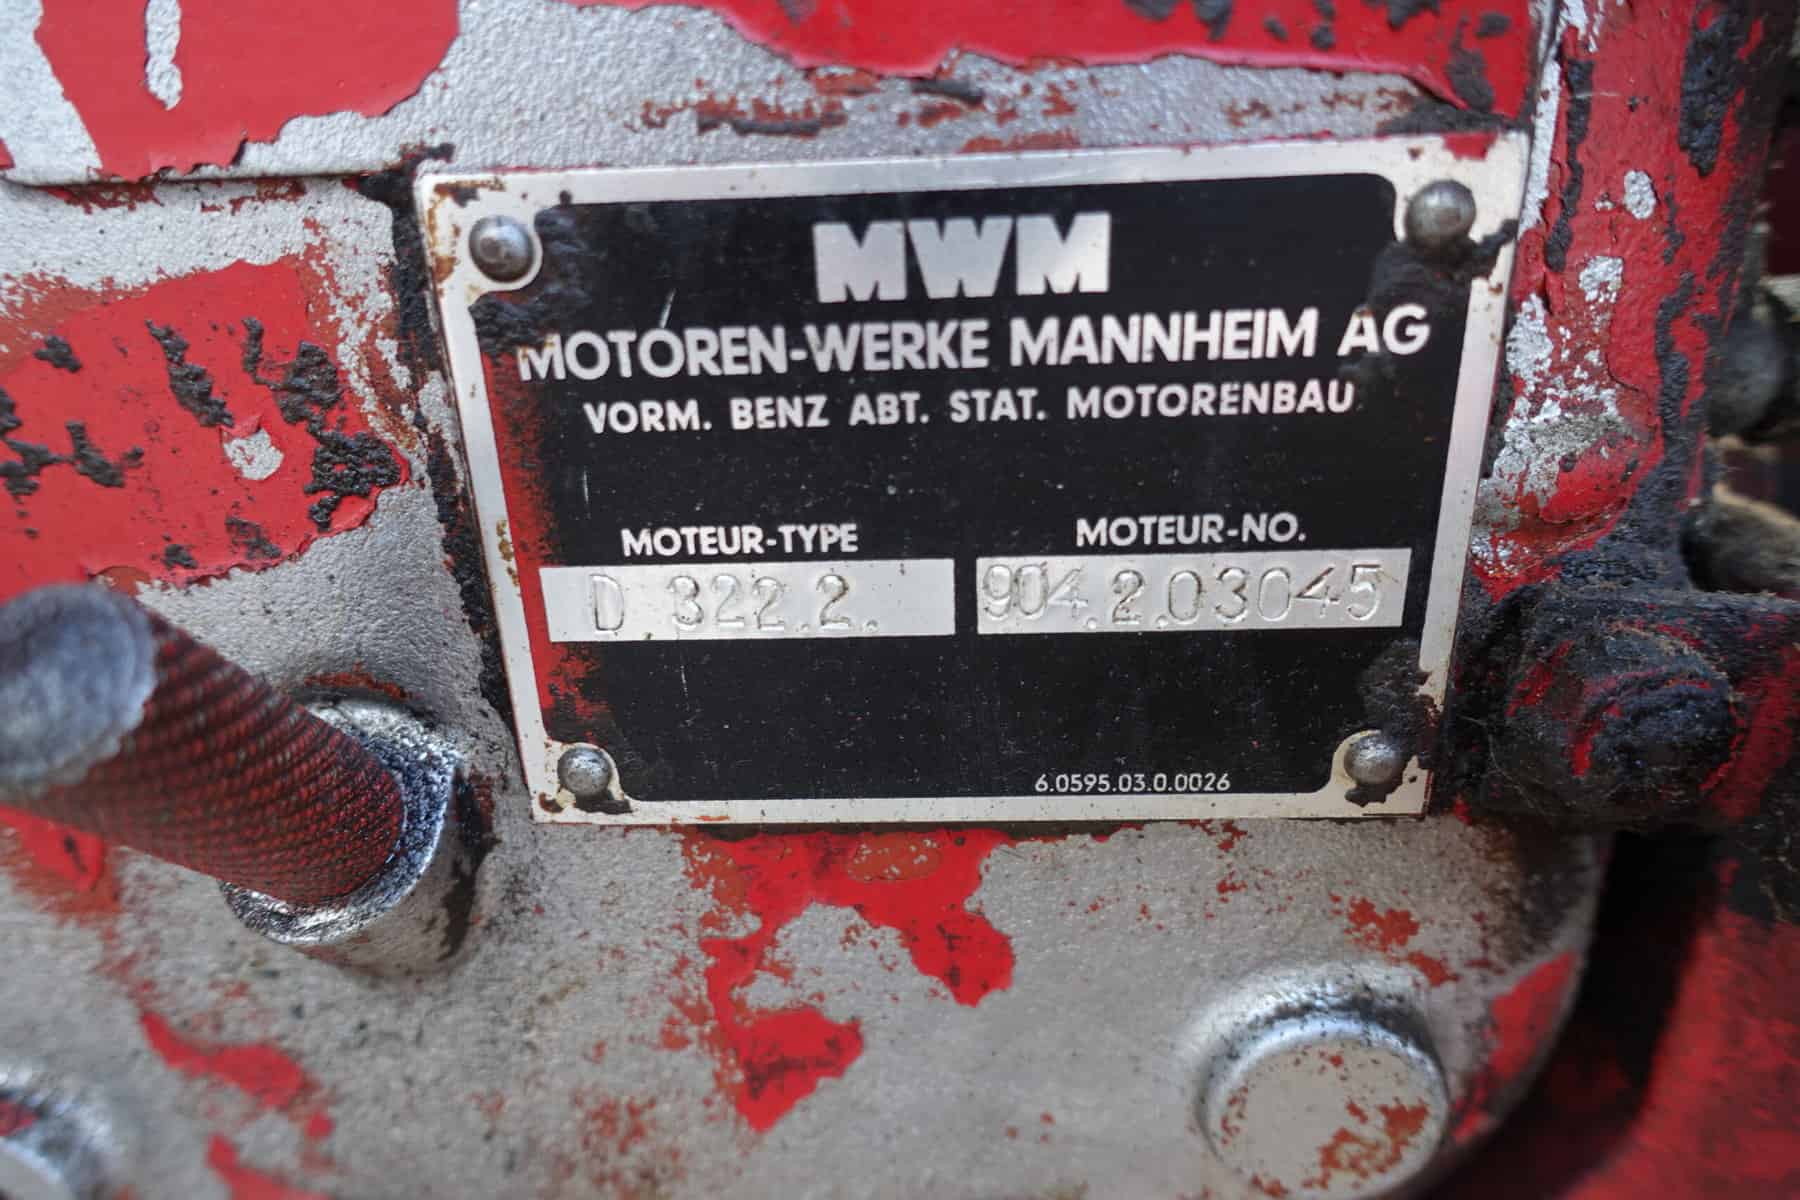 MWM
MOTOREN-WERKE MANNHEIM AG
VORM. BENZ ABT. STAT. MOTORENBAU
MOTEUR-TYPE MOTEUR-NO.
D 322.2. 904.2.03045
6.0595.03.0.0026